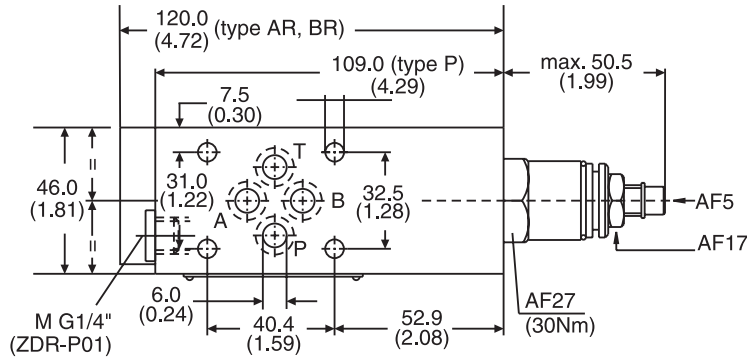 120.0
(4.72)
(type AR, BR)
109.0 (type P)
(4.29)
max. 50.5
(1.99)
7.5
(0.30)
T
46.0
(1.81)
=
=
31.0
(1.22)
32.5
(1.28)
A
B
AF5
P
AF17
6.0
(0.24)
AF27
(30Nm)
M G1/4"
(ZDR-P01)
40.4
(1.59)
52.9
(2.08)